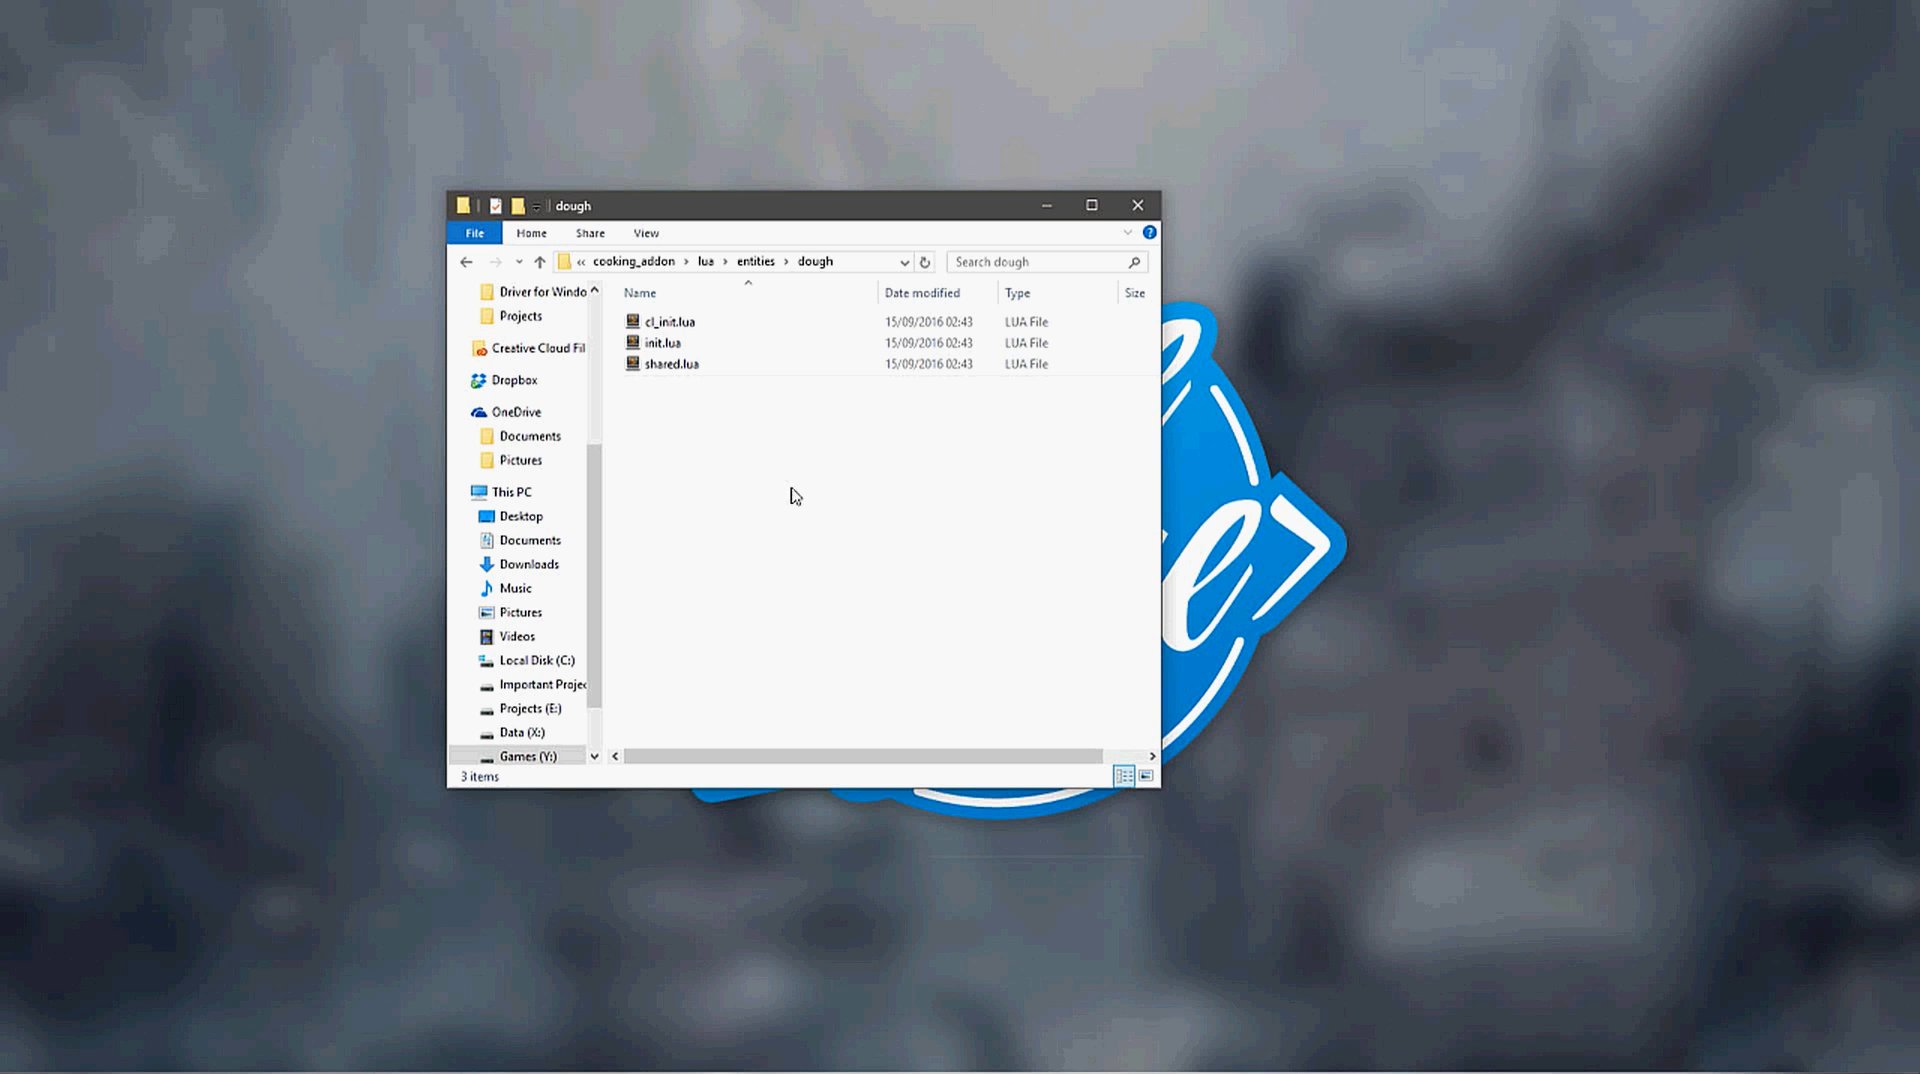 dough
File Home Share View
« cooking_addon › lua › entities › dough
Search dough
Driver for Windo
Projects
Creative Cloud Fil
Dropbox
OneDrive
Documents
Pictures
This PC
Desktop
Documents
Downloads
Music
Pictures
Videos
Local Disk (C:)
Important Projec
Projects (E:)
Data (X:)
Games (Y:)
Name Date modified Type Size
cl_init.lua 15/09/2016 02:43 LUA File
init.lua 15/09/2016 02:43 LUA File
shared.lua 15/09/2016 02:43 LUA File
3 items